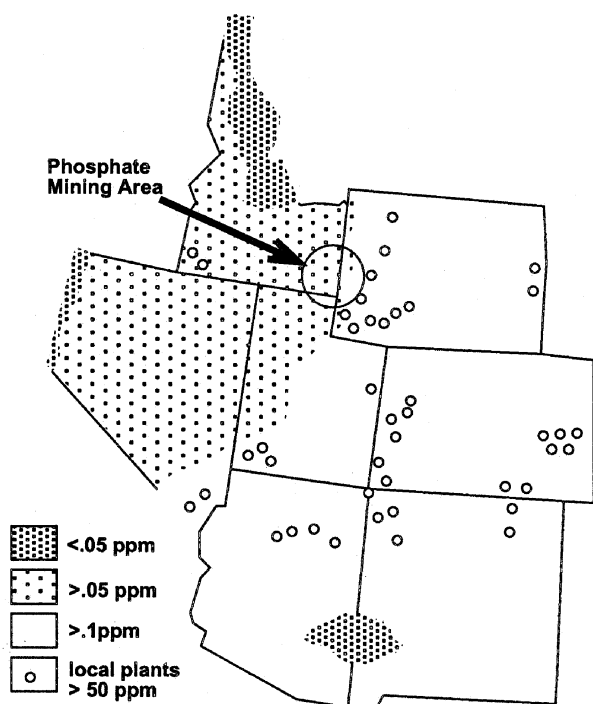 Phosphate
Mining Area
<.05 ppm
>.05 ppm
>.1ppm
local plants
> 50 ppm